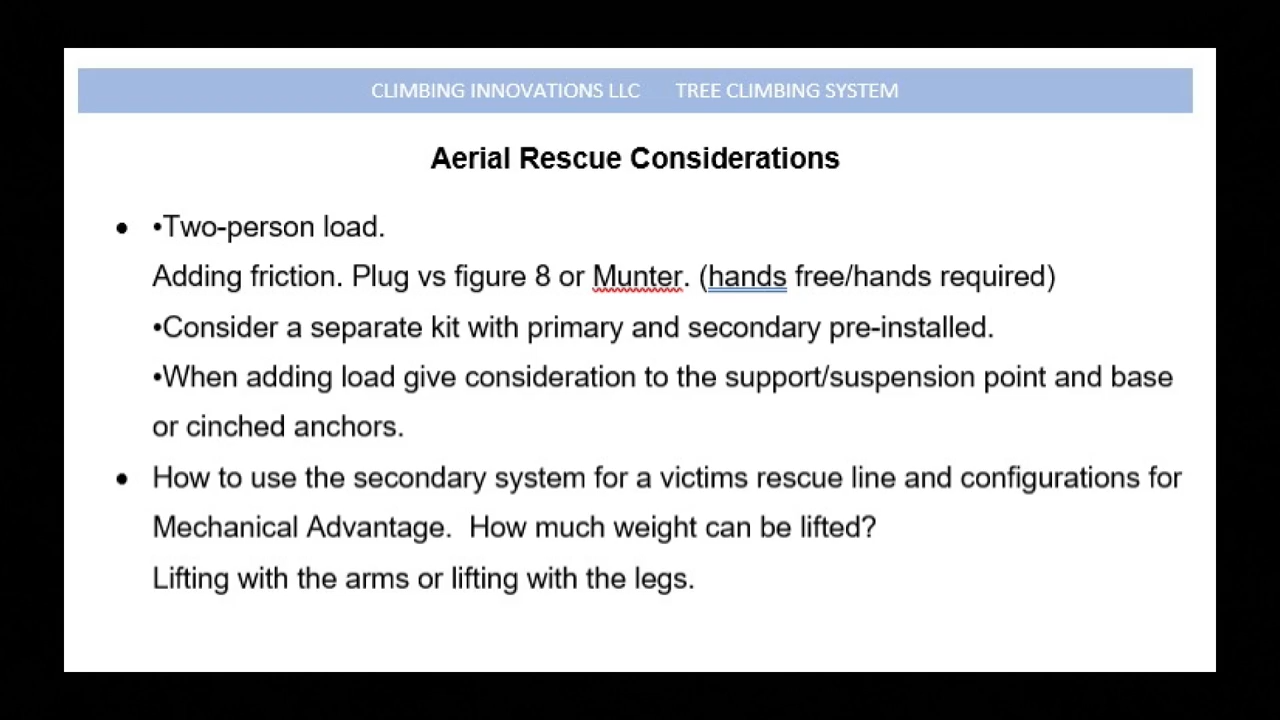 CLIMBING INNOVATIONS LLC TREE CLIMBING SYSTEM
Aerial Rescue Considerations
• •Two-person load.
Adding friction. Plug vs figure 8 or Munter. (hands free/hands required)
•Consider a separate kit with primary and secondary pre-installed.
•When adding load give consideration to the support/suspension point and base
or cinched anchors.
• How to use the secondary system for a victims rescue line and configurations for
Mechanical Advantage.  How much weight can be lifted?
Lifting with the arms or lifting with the legs.